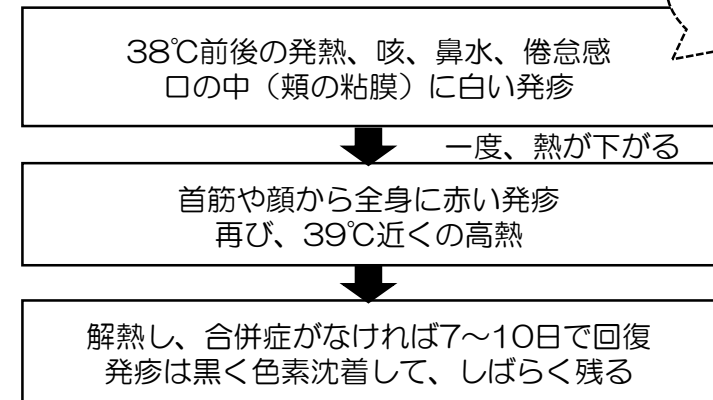 38℃前後の発熱、咳、鼻水、倦怠感
口の中（頬の粘膜）に白い発疹
一度、熱が下がる
首筋や顔から全身に赤い発疹
再び、39℃近くの高熱
解熱し、合併症がなければ7～10日で回復
発疹は黒く色素沈着して、しばらく残る